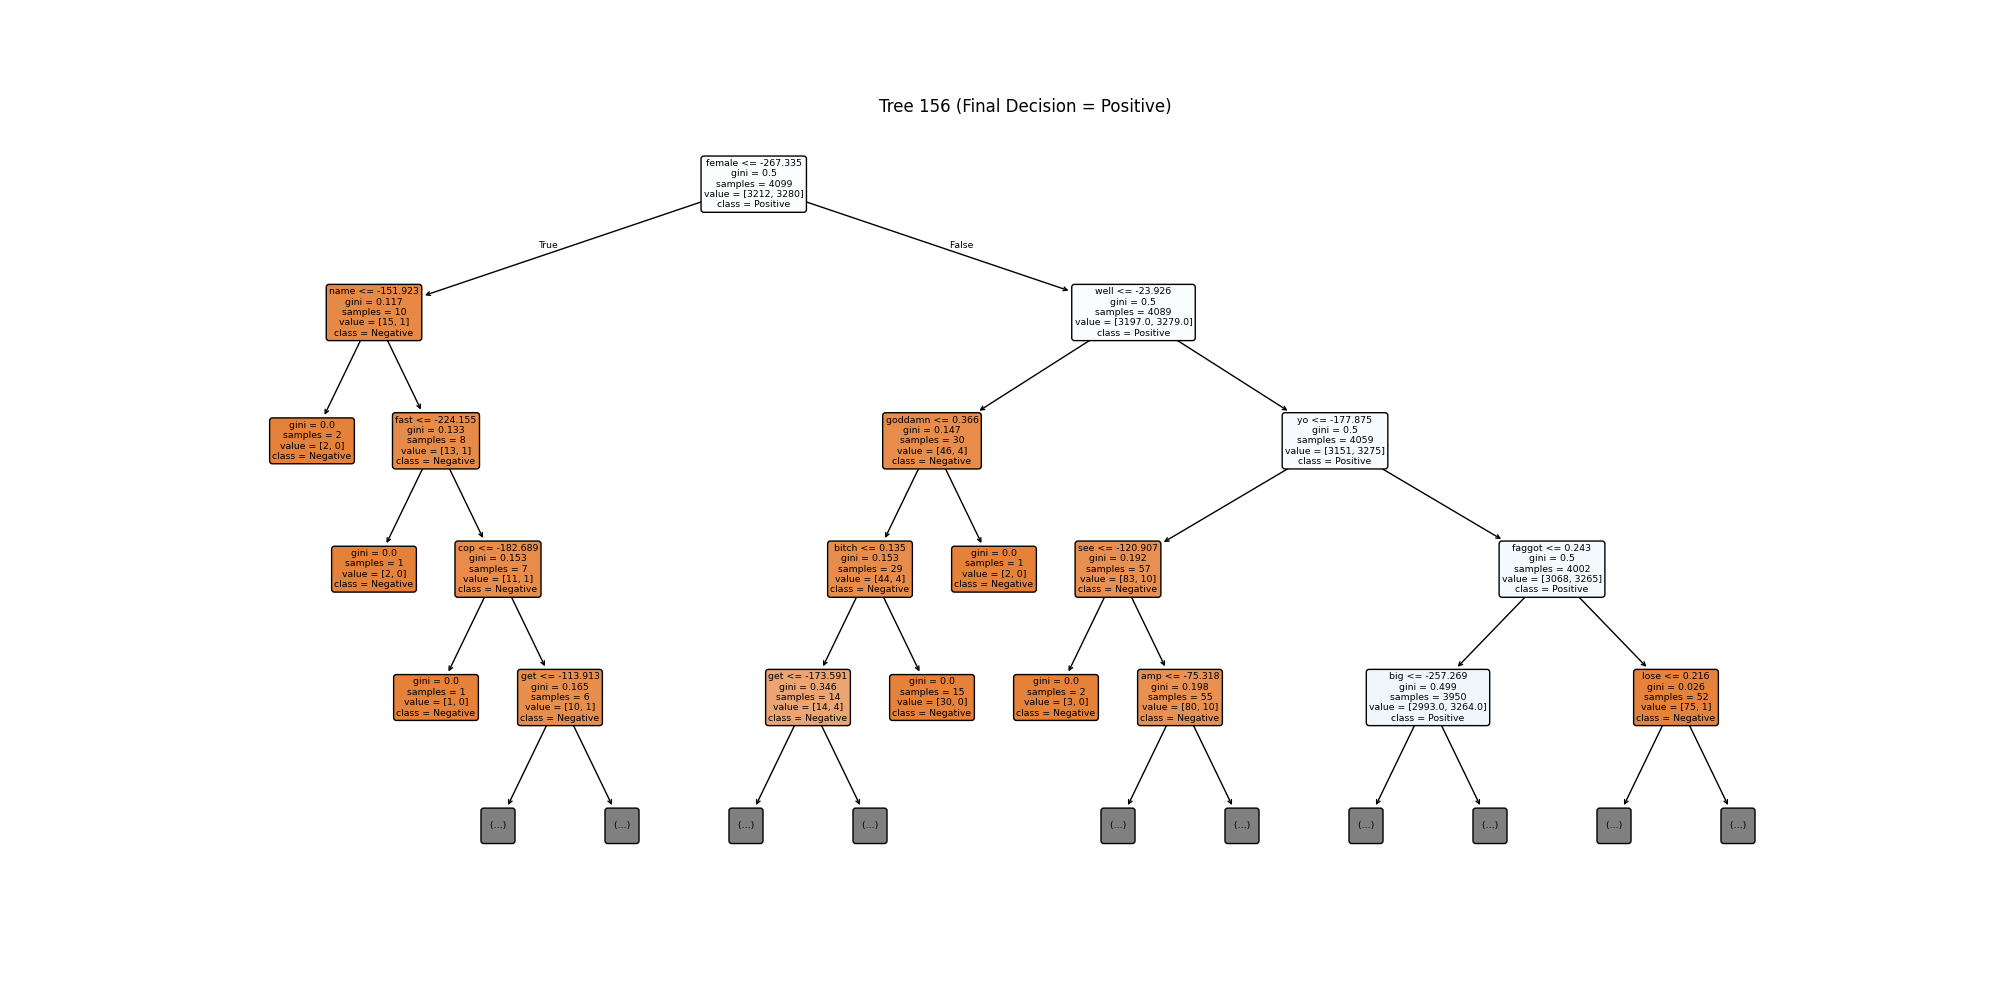 Tree 156 (Final Decision = Positive)
female <= -267.335
gini = 0.5
samples = 4099
value = [3212, 3280]
class = Positive
True
False
name <= -151.923
gini = 0.117
samples = 10
value = [15, 1]
class = Negative
well <= -23.926
gini = 0.5
samples = 4089
value = [3197.0, 3279.0]
class = Positive
gini = 0.0
samples = 2
value = [2, 0]
class = Negative
fast <= -224.155
gini = 0.133
samples = 8
value = [13, 1]
class = Negative
goddamn <= 0.366
gini = 0.147
samples = 30
value = [46, 4]
class = Negative
yo <= -177.875
gini = 0.5
samples = 4059
value = [3151, 3275]
class = Positive
gini = 0.0
samples = 1
value = [2, 0]
class = Negative
cop <= -182.689
gini = 0.153
samples = 7
value = [11, 1]
class = Negative
bitch <= 0.135
gini = 0.153
samples = 29
value = [44, 4]
class = Negative
gini = 0.0
samples = 1
value = [2, 0]
class = Negative
see <= -120.907
gini = 0.192
samples = 57
value = [83, 10]
class = Negative
faggot <= 0.243
gini = 0.5
samples = 4002
value = [3068, 3265]
class = Positive
gini = 0.0
samples = 1
value = [1, 0]
class = Negative
get <= -113.913
gini = 0.165
samples = 6
value = [10, 1]
class = Negative
get <= -173.591
gini = 0.346
samples = 14
value = [14, 4]
class = Negative
gini = 0.0
samples = 15
value = [30, 0]
class = Negative
gini = 0.0
samples = 2
value = [3, 0]
class = Negative
amp <= -75.318
gini = 0.198
samples = 55
value = [80, 10]
class = Negative
big <= -257.269
gini = 0.499
samples = 3950
value = [2993.0, 3264.0]
class = Positive
lose <= 0.216
gini = 0.026
samples = 52
value = [75, 1]
class = Negative
(...)
(...)
(...)
(...)
(...)
(...)
(...)
(...)
(...)
(...)